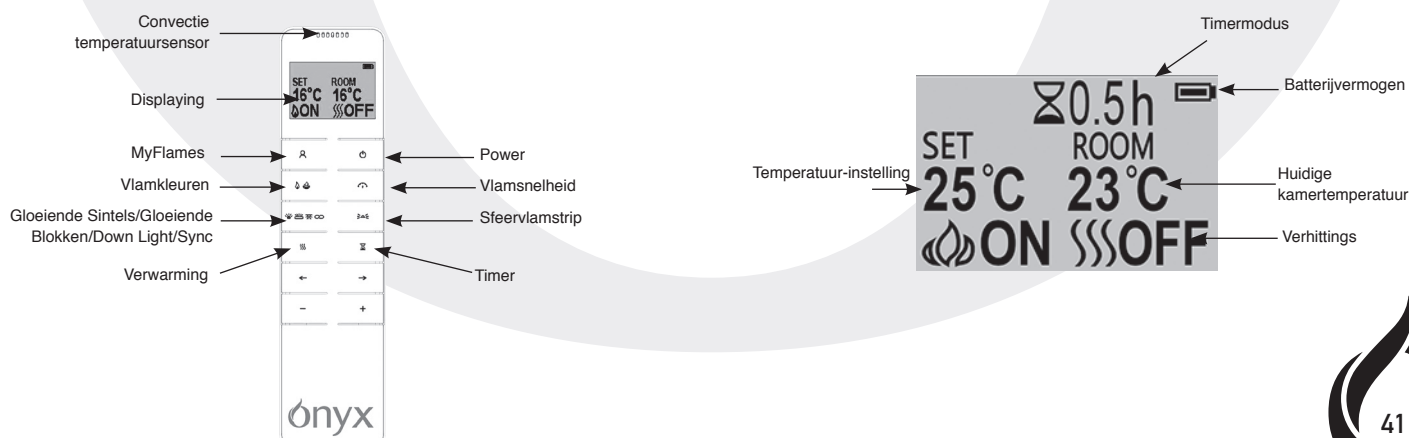 Convectie
temperatuursensor
Displaying
MyFlames
Vlamkleuren
Gloeiende Sintels/Gloeiende
Blokken/Down Light/Sync
Verwarming
SET ROOM
16°C 16°C
ON OFF
Power
Vlamsnelheid
Sfeervlamstrip
Timer
onyx
Timermodus
Batterijvermogen
Temperatuur-instelling
0.5h
SET ROOM
25°C 23°C
ON OFF
Huidige
kamertemperatuur
Verhittings
41